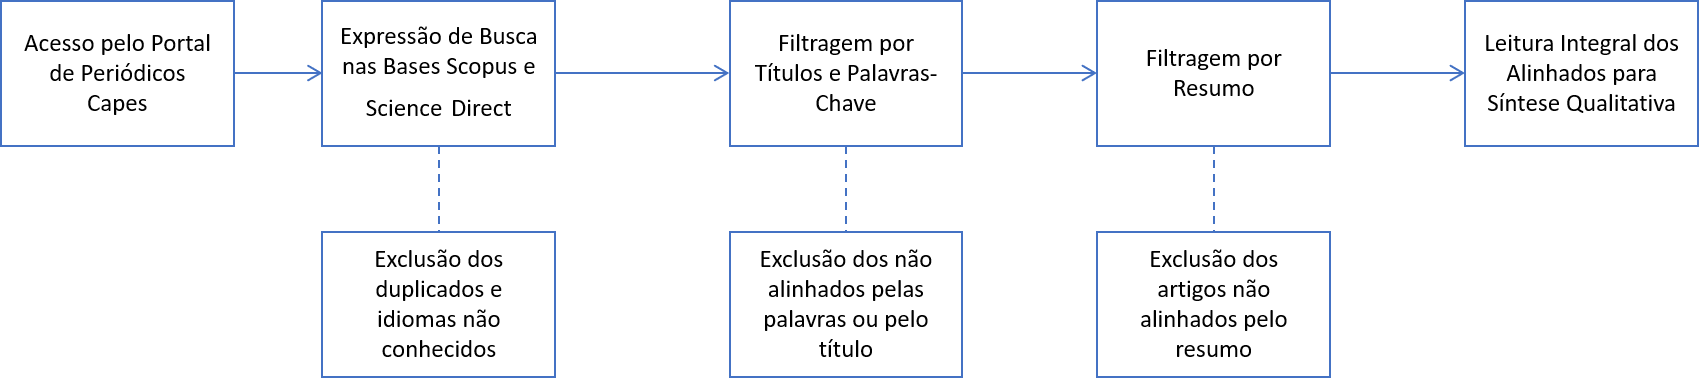 Acesso pelo Portal
de Periódicos
Capes
Expressão de Busca
nas Bases Scopus e
Science Direct
Filtragem por
Títulos e Palavras-
Chave
Filtragem por
Resumo
Leitura Integral dos
Alinhados para
Síntese Qualitativa
Exclusão dos
duplicados e
idiomas não
conhecidos
Exclusão dos não
alinhados pelas
palavras ou pelo
título
Exclusão dos
artigos não
alinhados pelo
resumo